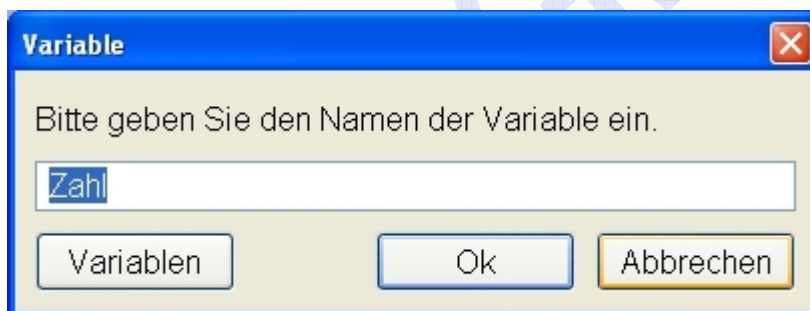 Variable
Bitte geben Sie den Namen der Variable ein.
Zahl
Variablen Ok Abbrechen